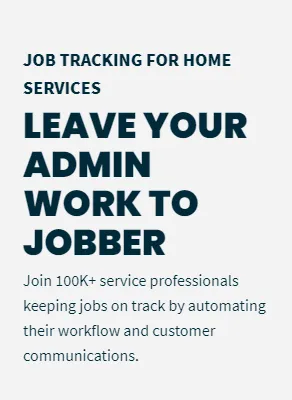 JOB TRACKING FOR HOME
SERVICES
LEAVE YOUR
ADMIN
WORK TO
JOBBER
Join 100K+ service professionals
keeping jobs on track by automating
their workflow and customer
communications.